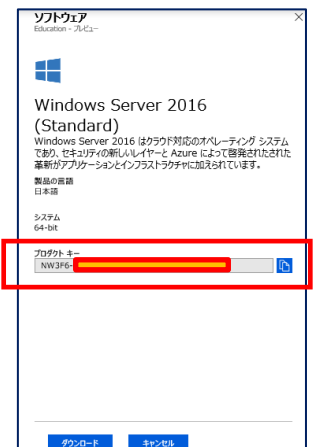 ソフトウェア
Education - プレビュー
Windows Server 2016
(Standard)
Windows Server 2016 はクラウド対応のオペレーティング システム
であり、セキュリティの新しいレイヤーと Azure によって啓発されたされた
革新がアプリケーションとインフラストラクチャに加えられています。
製品の言語
日本語
システム
64-bit
プロダクト キー
NW3F6-
ダウンロード
キャンセル